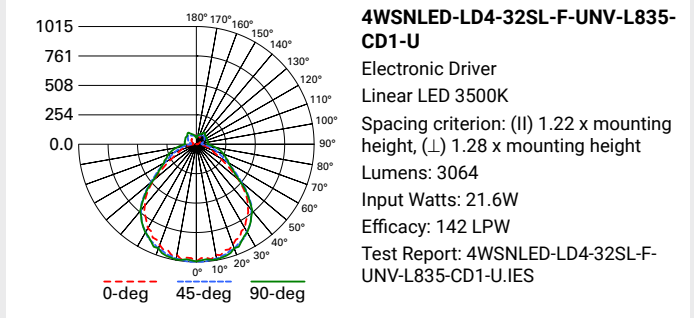 1015
761
508
254
0.0
180°
170°
160°
150°
140°
130°
120°
110°
100°
90°
80°
70°
60°
50°
40°
30°
20°
10°
0°
0-deg 45-deg 90-deg
4WSNLED-LD4-32SL-F-UNV-L835-
CD1-U
Electronic Driver
Linear LED 3500K
Spacing criterion: (II) 1.22 x mounting
height, (⊥) 1.28 x mounting height
Lumens: 3064
Input Watts: 21.6W
Efficacy: 142 LPW
Test Report: 4WSNLED-LD4-32SL-F-
UNV-L835-CD1-U.IES